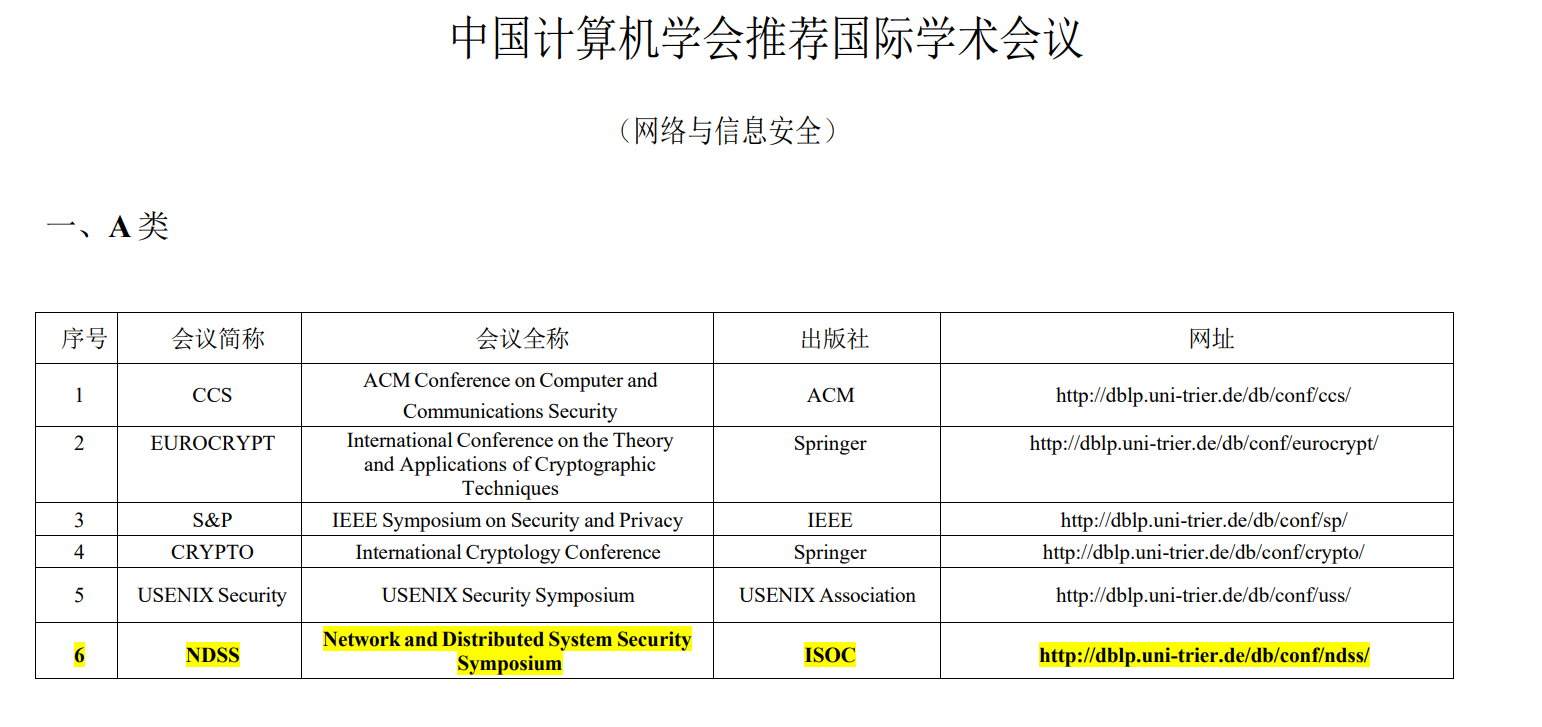 中国计算机学会推荐国际学术会议
（网络与信息安全）
一、A 类
序号 会议简称 会议全称 出版社 网址
1 CCS ACM Conference on Computer and Communications Security ACM http://dblp.uni-trier.de/db/conf/ccs/
2 EUROCRYPT International Conference on the Theory and Applications of Cryptographic Techniques Springer http://dblp.uni-trier.de/db/conf/eurocrypt/
3 S&P IEEE Symposium on Security and Privacy IEEE http://dblp.uni-trier.de/db/conf/sp/
4 CRYPTO International Cryptology Conference Springer http://dblp.uni-trier.de/db/conf/crypto/
5 USENIX Security USENIX Security Symposium USENIX Association http://dblp.uni-trier.de/db/conf/uss/
6 NDSS Network and Distributed System Security Symposium ISOC http://dblp.uni-trier.de/db/conf/ndss/